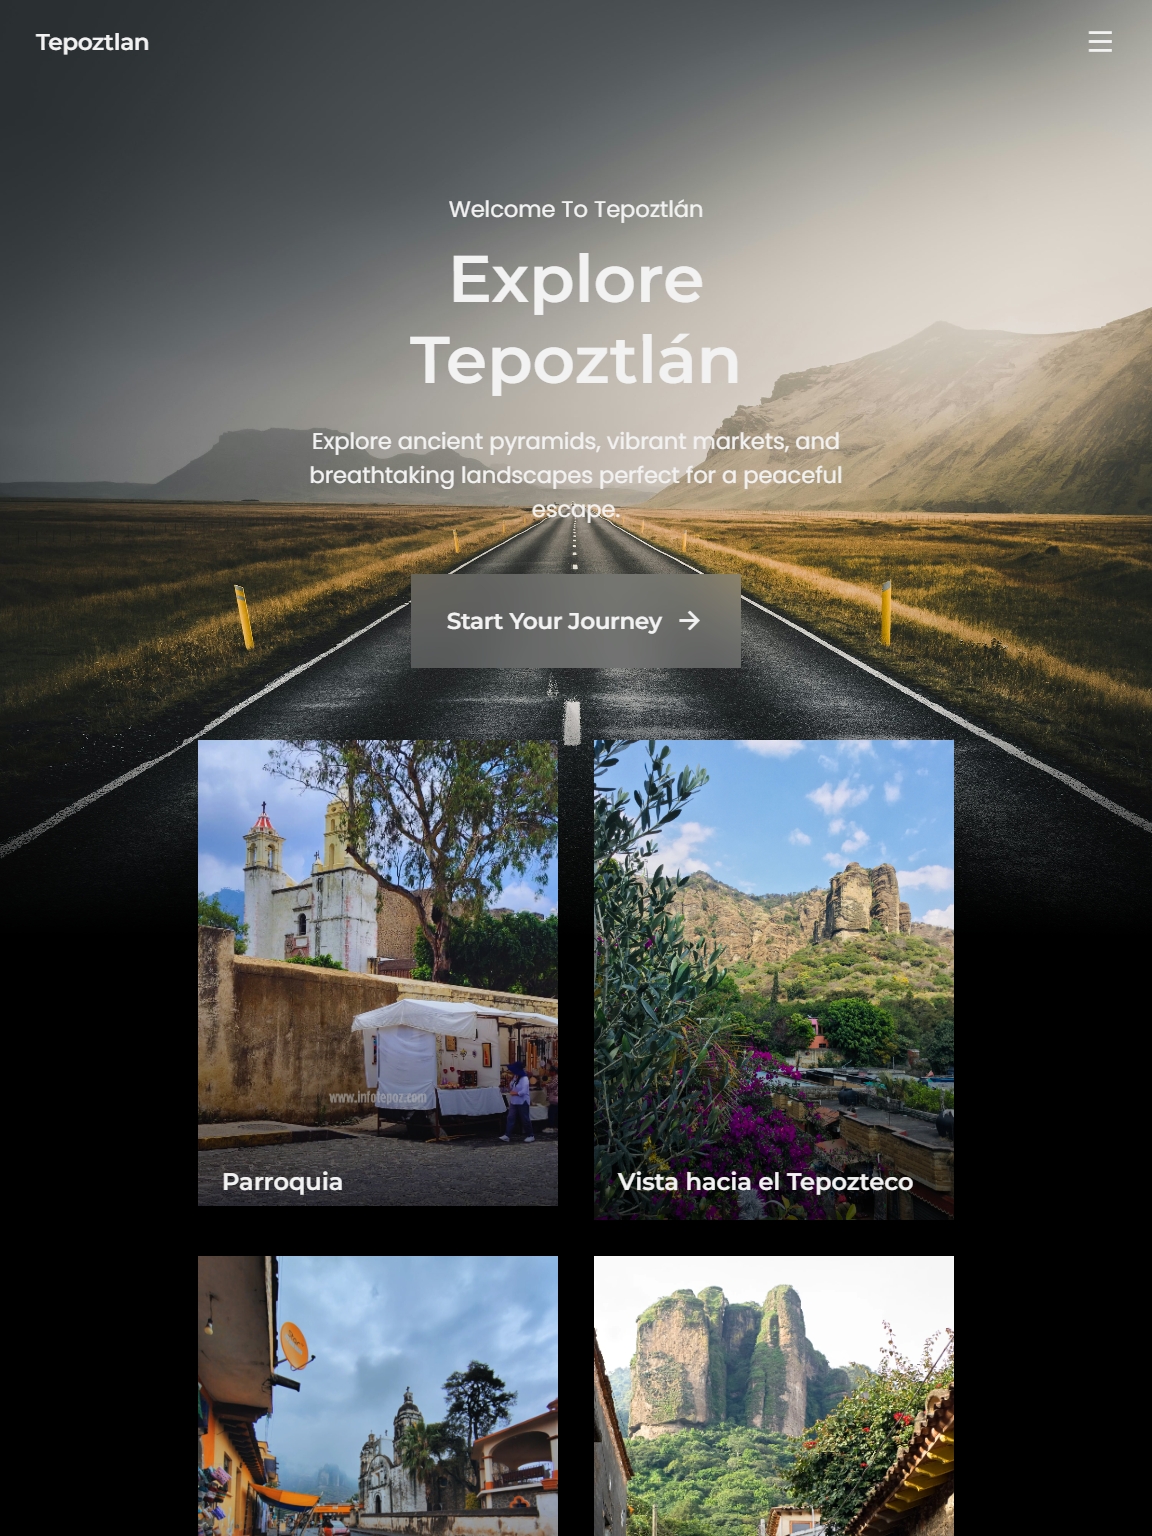 Tepoztlan
Welcome To Tepoztlán
Explore
Tepoztlán
Explore ancient pyramids, vibrant markets, and
breathtaking landscapes perfect for a peaceful
escape.
Start Your Journey
www.infotepoz.com
Parroquia
Vista hacia el Tepozteco